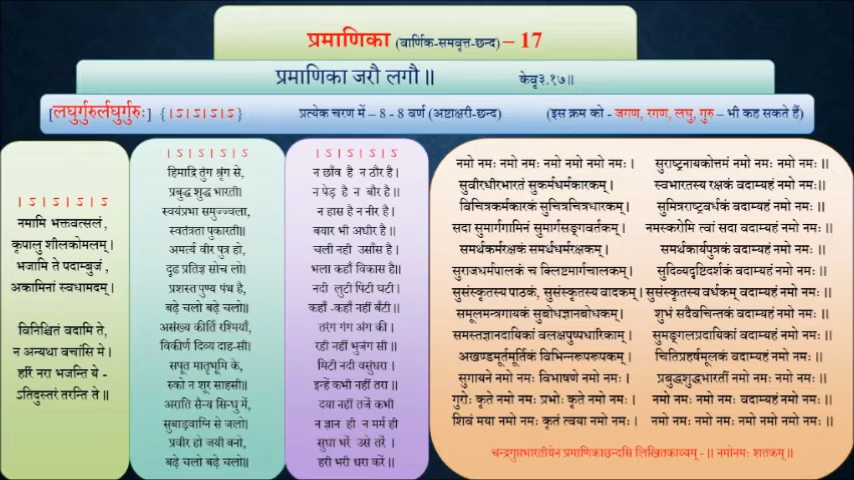 प्रमाणिका (वार्णिक-समवृत्त-छन्द) – 17
प्रमाणिका जरौ लगौ॥ केवृ३.१७॥
[लघुर्गुरुर्लघुर्गुरुः] {।ऽ।ऽ।ऽ।ऽ} प्रत्येक चरण में – 8 - 8 वर्ण (अष्टाक्षरी-छन्द) (इस क्रम को - जगण, रगण, लघु, गुरु – भी कह सकते हैं)
।ऽ।ऽ।ऽ।ऽ
नमामि भक्तवत्सलं ,
कृपालु शीलकोमलम् ।
भजामि ते पदाम्बुजं ,
अकामिनां स्वधामदम् ।
विनिश्चितं वदामि ते,
न अन्यथा वचांसि मे ।
हरिं नरा भजन्ति ये -
ऽतिदुस्तरं तरन्ति ते ॥
।ऽ।ऽ।ऽ।ऽ
हिमाद्रि तुंग श्रृंग से,
प्रबुद्ध शुद्ध भारती।
स्वयंप्रभा समुज्ज्वला,
स्वतंत्रता पुकारती॥
अमर्त्य वीर पुत्र हो,
दृढ़ प्रतिज्ञ सोच लो।
प्रशस्त पुण्य पंथ है,
बढ़े चलो बढ़े चलो॥
असंख्य कीर्ति रश्मियाँ,
विकीर्ण दिव्य दाह-सी।
सपूत मातृभूमि के,
रुको न शूर साहसी॥
अराति सैन्य सिन्धु में,
सुबाड़वाग्नि से जलो।
प्रवीर हो जयी बनो,
बढ़े चलो बढ़े चलो॥
।ऽ।ऽ।ऽ।ऽ
न छाँव है न ठौर है।
न पेड़ है न बौर है॥
न हास है न नीर है।
बयार भी अधीर है॥
चली नही उसाँस है।
भला कहाँ विकास है॥
नदी लुटी पिटी घटी।
कहाँ -कहाँ नहीं बँटी॥
तरंग गंग अंग की।
रही नहीं भुजंग सी॥
मिटी नदी वसुंधरा।
इन्हें कभी नहीं तरा॥
दया नहीं तजें कभी
न ज्ञान हो न मर्म ही
सुधा भरें उसे तरें ।
हरी भरी धरा करें॥
नमो नमः नमो नमः नमो नमः नमो नमः । सुराष्ट्रनायकोत्तमं नमो नमः नमो नमः ॥
सुवीरधीरभारतं सुकर्मधर्मकारकम् । स्वभारतस्य रक्षकं वदाम्यहं नमो नमः ॥
विचित्रकर्मकारकं सुचित्रचित्रधारकम् । सुमित्रराष्ट्रवर्धकं वदाम्यहं नमो नमः ॥
सदा सुमार्गगामिनं सुमार्गसङ्गवर्तकम् । नमस्करोमि त्वां सदा वदाम्यहं नमो नमः ॥
समर्थकर्मरक्षकं समर्थधर्मरक्षकम् । समर्थकार्यपुत्रकं वदाम्यहं नमो नमः ॥
सुराजधर्मपालकं च क्लिष्टमार्गचालकम् । सुदिव्यदृष्टिदर्शकं वदाम्यहं नमो नमः ॥
सुसंस्कृतस्य पाठकं, सुसंस्कृतस्य वादकम् । सुसंस्कृतस्य वर्धकम् वदाम्यहं नमो नमः ॥
समूलमन्त्रगायकं सुबोधज्ञानबोधकम् । शुभं सदैवचिन्तकं वदाम्यहं नमो नमः ॥
समस्तज्ञानदायिकां वलक्षपुष्पधारिकाम् । सुमङ्गलप्रदायिकां वदाम्यहं नमो नमः ॥
अखण्डमूर्तमूर्तिकं विभिन्नरूपरूपकम् । चितिप्रहर्षमूलकं वदाम्यहं नमो नमः ॥
सुगायने नमो नमः विभाषणे नमो नमः । प्रबुद्धशुद्धभारतीं नमो नमः नमो नमः ॥
गुरोः कृते नमो नमः प्रभोः कृते नमो नमः । नमो नमः नमो नमः वदाम्यहं नमो नमः ॥
शिवं मया नमो नमः कृतं त्वया नमो नमः । नमो नमः नमो नमः नमो नमः नमो नमः ॥
चन्द्रगुप्तभारतीयेन प्रमाणिकाछन्दसि लिखितकाव्यम् - ॥ नमोनमः शतकम् ॥